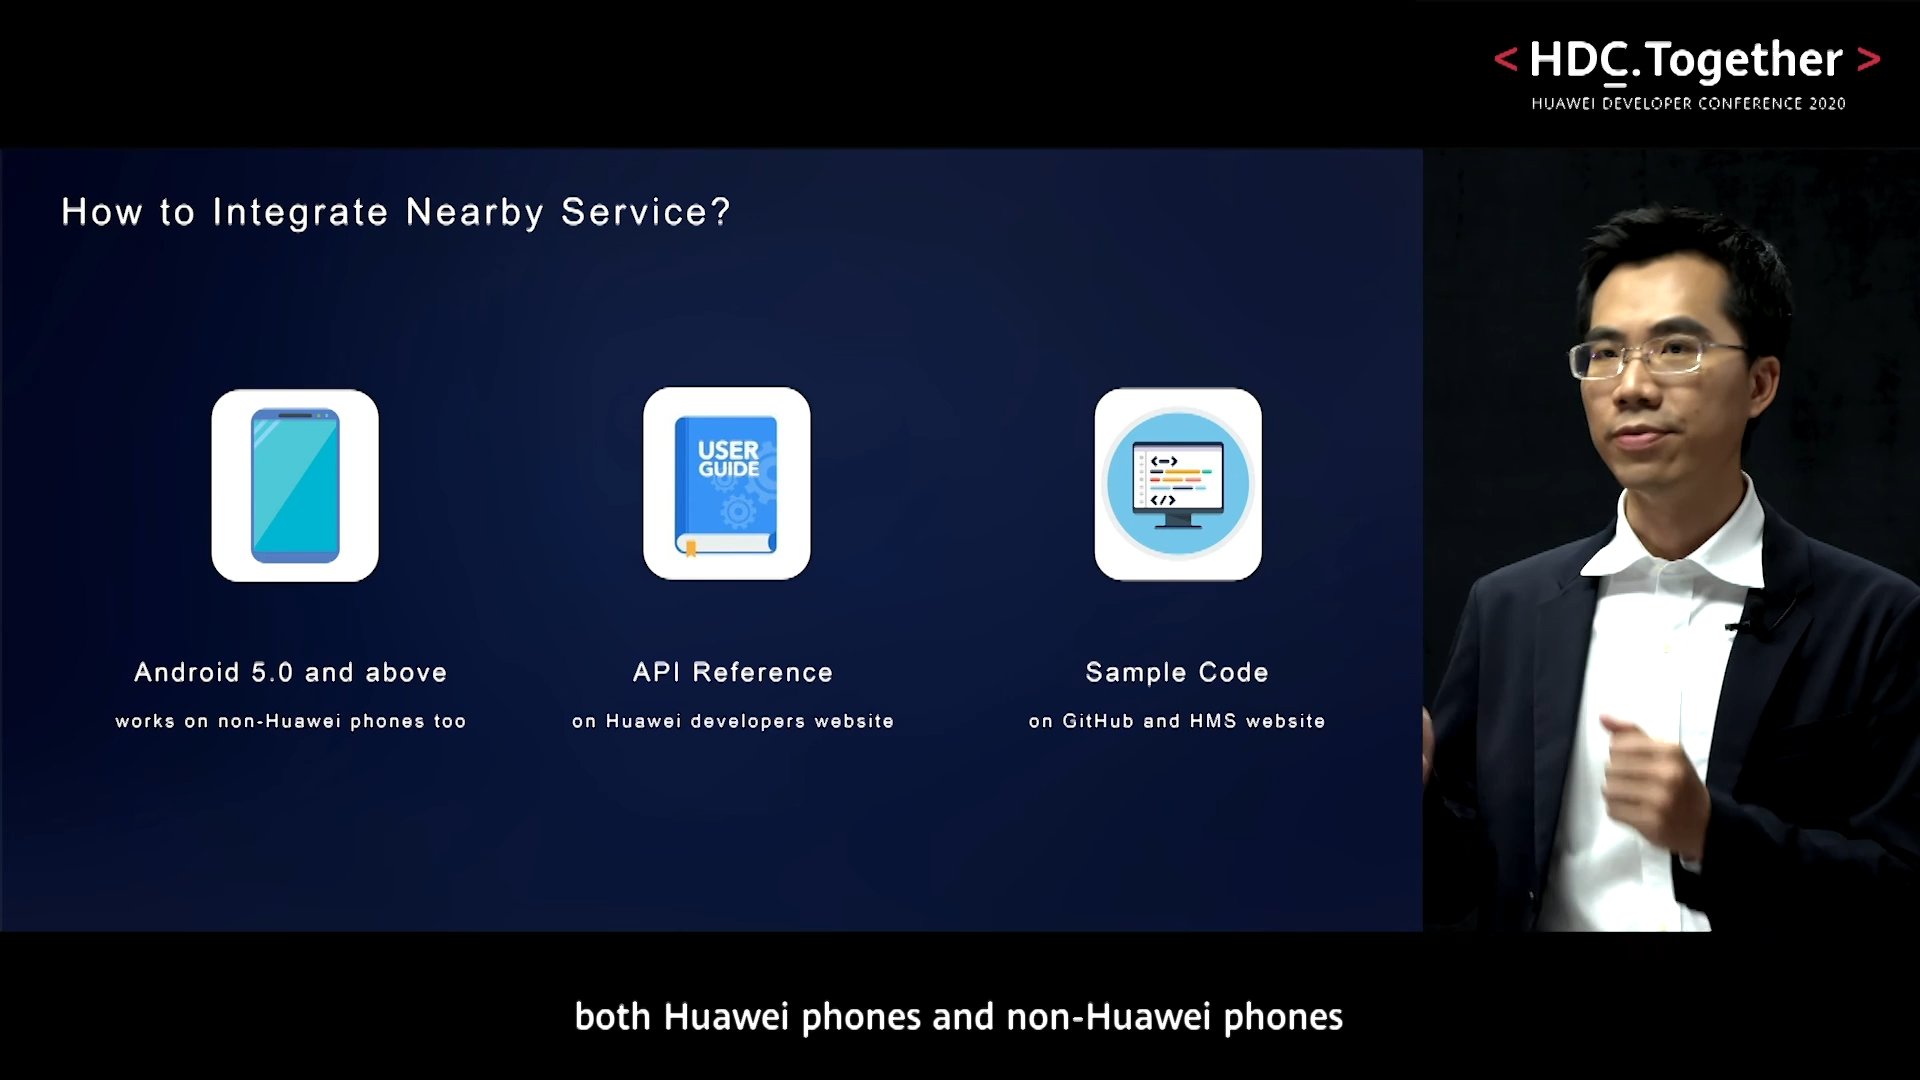 < HDC.Together >
HUAWEI DEVELOPER CONFERENCE 2020
How to Integrate Nearby Service?
USER
GUIDE
Android 5.0 and above
works on non-Huawei phones too
API Reference
on Huawei developers website
Sample Code
on GitHub and HMS website
both Huawei phones and non-Huawei phones